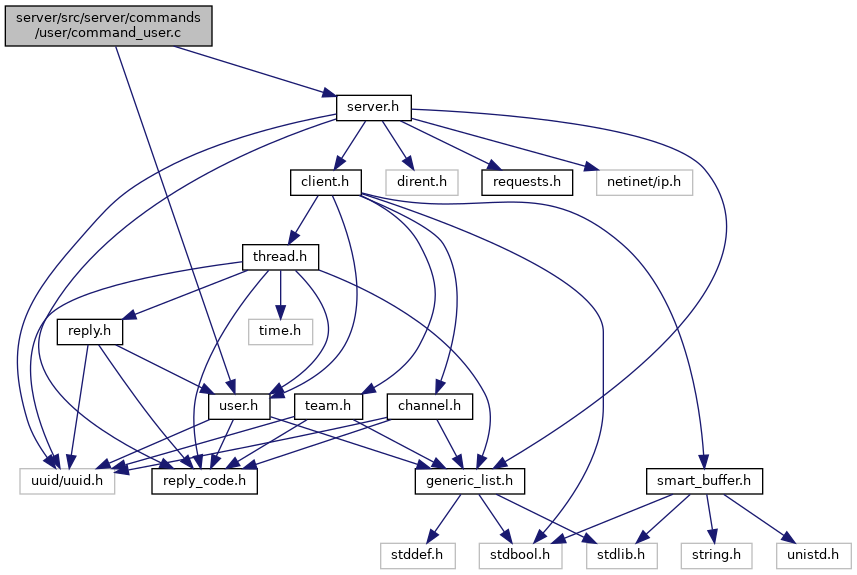 server/src/server/commands
/user/command_user.c
server.h
client.h
dirent.h
requests.h
netinet/ip.h
thread.h
reply.h
time.h
user.h
team.h
channel.h
uuid/uuid.h
reply_code.h
generic_list.h
smart_buffer.h
stddef.h
stdbool.h
stdlib.h
string.h
unistd.h